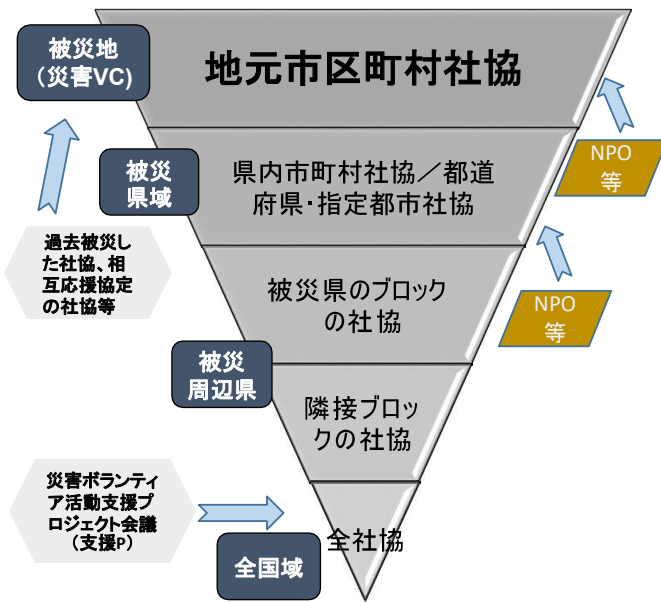 被災地
(災害VC)
地元市区町村社協
被災
県域
県内市町村社協／都道
府県・指定都市社協
NPO
等
過去被災し
た社協、相
互応援協定
の社協等
被災県のブロック
の社協
NPO
等
被災
周辺県
隣接ブロッ
クの社協
災害ボランティ
ア活動支援プ
ロジェクト会議
（支援P）
全社協
全国域